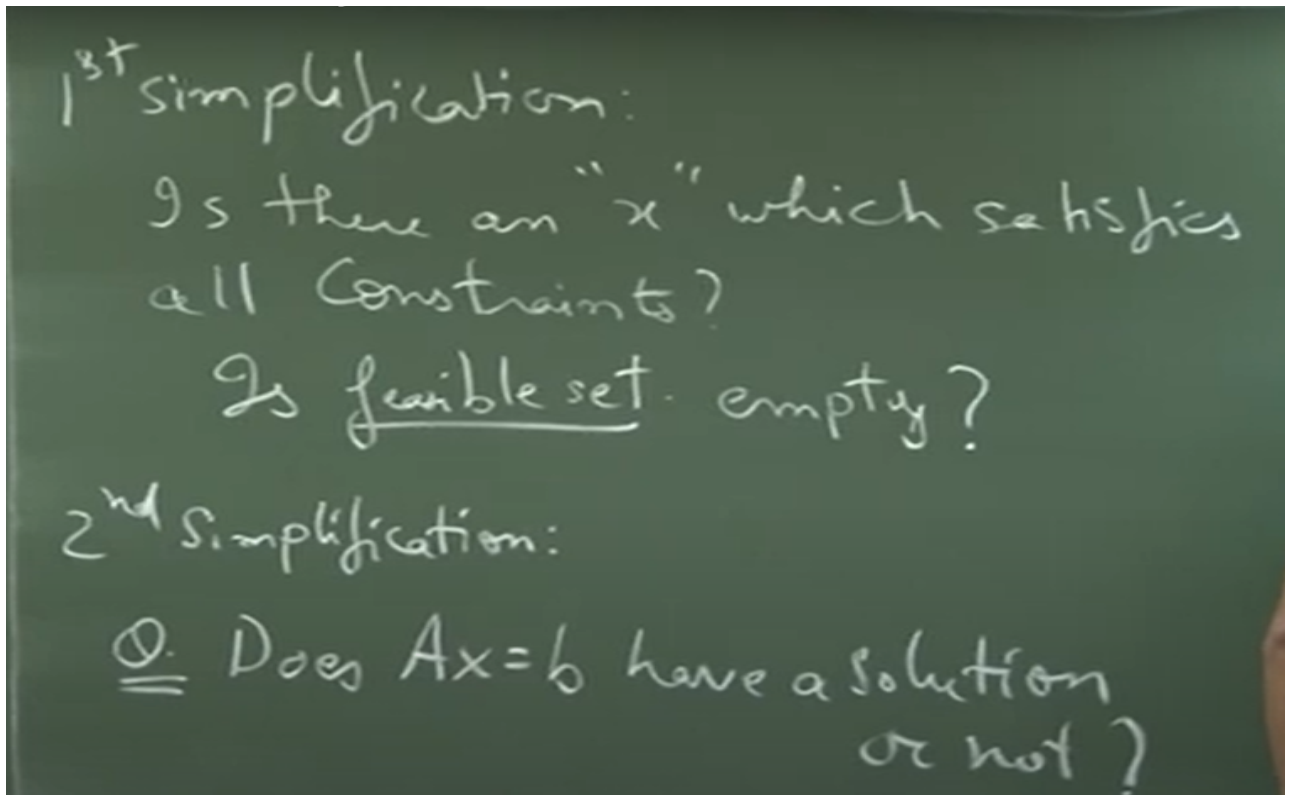 1st simplification:
Is there an "x" which satisfies
all Constraints?
Is feasible set. empty?
2nd Simplification:
Q. Does Ax=b have a solution
or not?